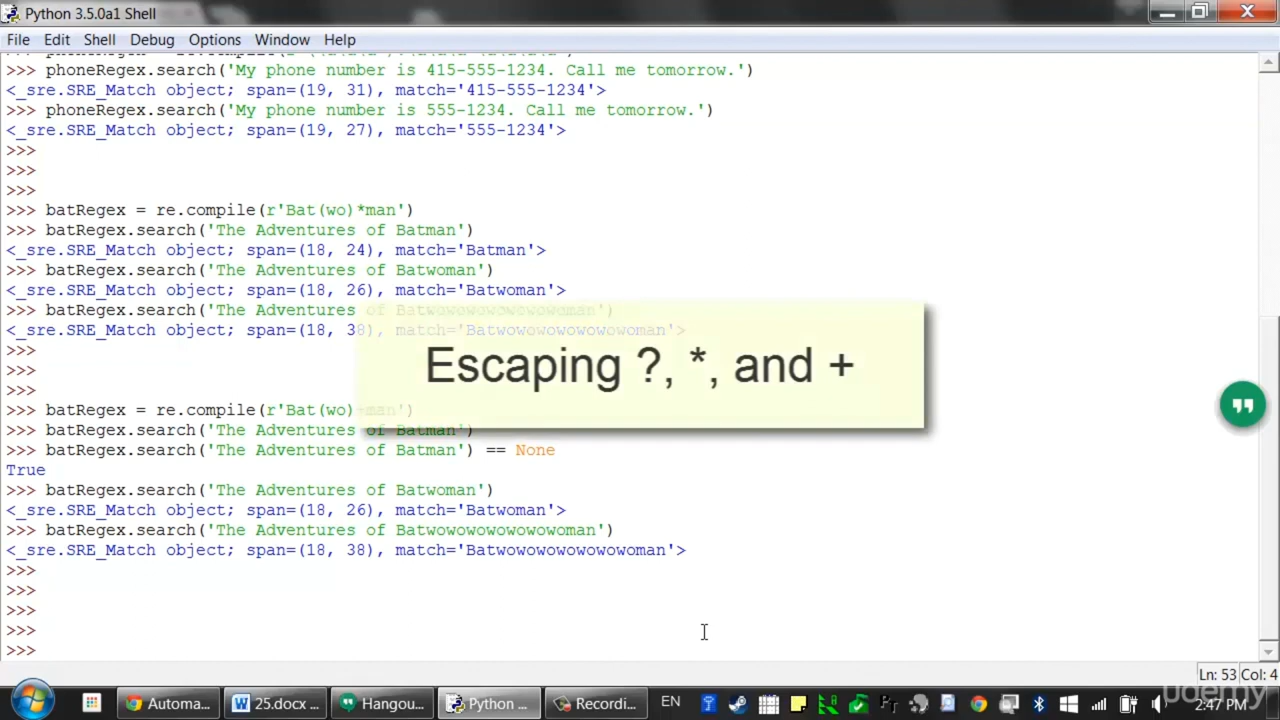 Python 3.5.0a1 Shell
File Edit Shell Debug Options Window Help
>>> phoneRegex.search('My phone number is 415-555-1234. Call me tomorrow.')
<_sre.SRE_Match object; span=(19, 31), match='415-555-1234'>
>>> phoneRegex.search('My phone number is 555-1234. Call me tomorrow.')
<_sre.SRE_Match object; span=(19, 27), match='555-1234'>
>>>
>>>
>>>
>>> batRegex = re.compile(r'Bat(wo)*man')
>>> batRegex.search('The Adventures of Batman')
<_sre.SRE_Match object; span=(18, 24), match='Batman'>
>>> batRegex.search('The Adventures of Batwoman')
<_sre.SRE_Match object; span=(18, 26), match='Batwoman'>
>>> batRegex.search('The Adventures of Batwowowowowowowoman')
<_sre.SRE_Match object; span=(18, 38), match='Batwowowowowowowoman'>
>>>
>>>
>>>
Escaping ?, *, and +
>>> batRegex = re.compile(r'Bat(wo)+man')
>>> batRegex.search('The Adventures of Batman')
>>> batRegex.search('The Adventures of Batman') == None
True
>>> batRegex.search('The Adventures of Batwoman')
<_sre.SRE_Match object; span=(18, 26), match='Batwoman'>
>>> batRegex.search('The Adventures of Batwowowowowowowoman')
<_sre.SRE_Match object; span=(18, 38), match='Batwowowowowowowoman'>
>>>
>>>
>>>
>>>
>>>
Ln: 53 Col: 4
Automa... 25.docx ... Hangou... Python ... Recordi... EN 2:47 PM
udemy